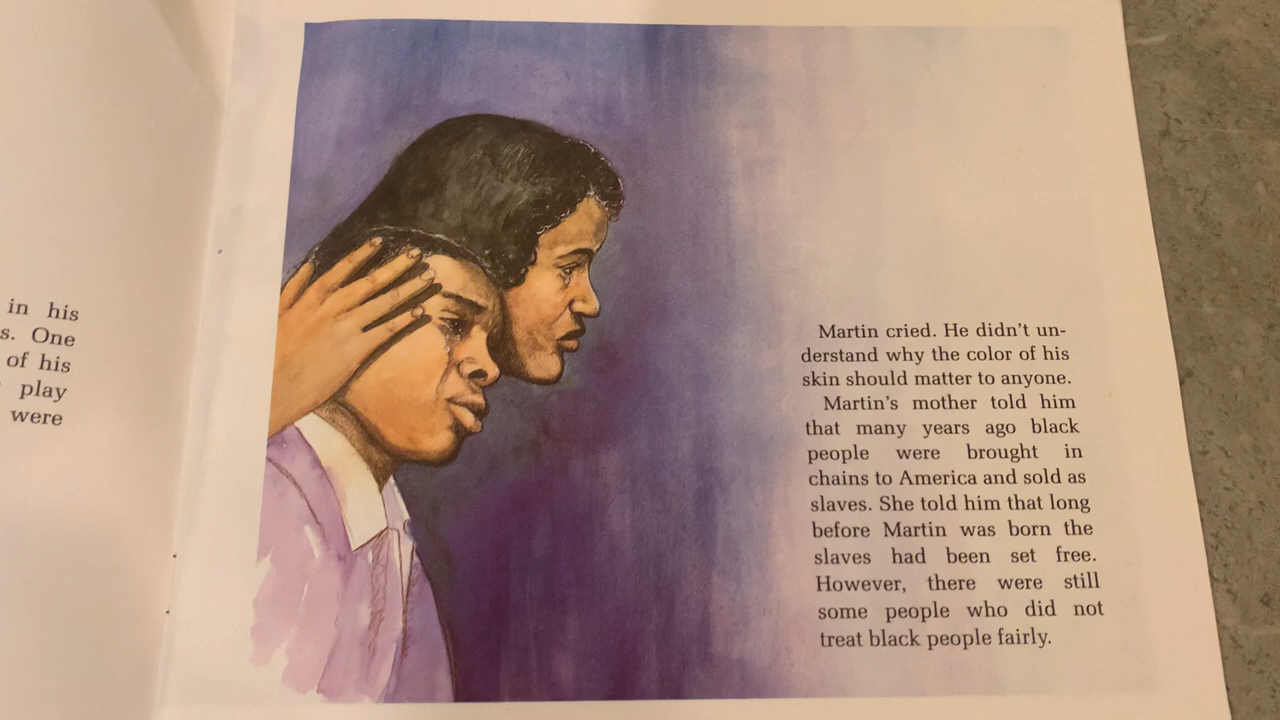 in his
s. One
of his
play
were
Martin cried. He didn't un-
derstand why the color of his
skin should matter to anyone.
Martin's mother told him
that many years ago black
people were brought in
chains to America and sold as
slaves. She told him that long
before Martin was born the
slaves had been set free.
However, there were still
some people who did not
treat black people fairly.